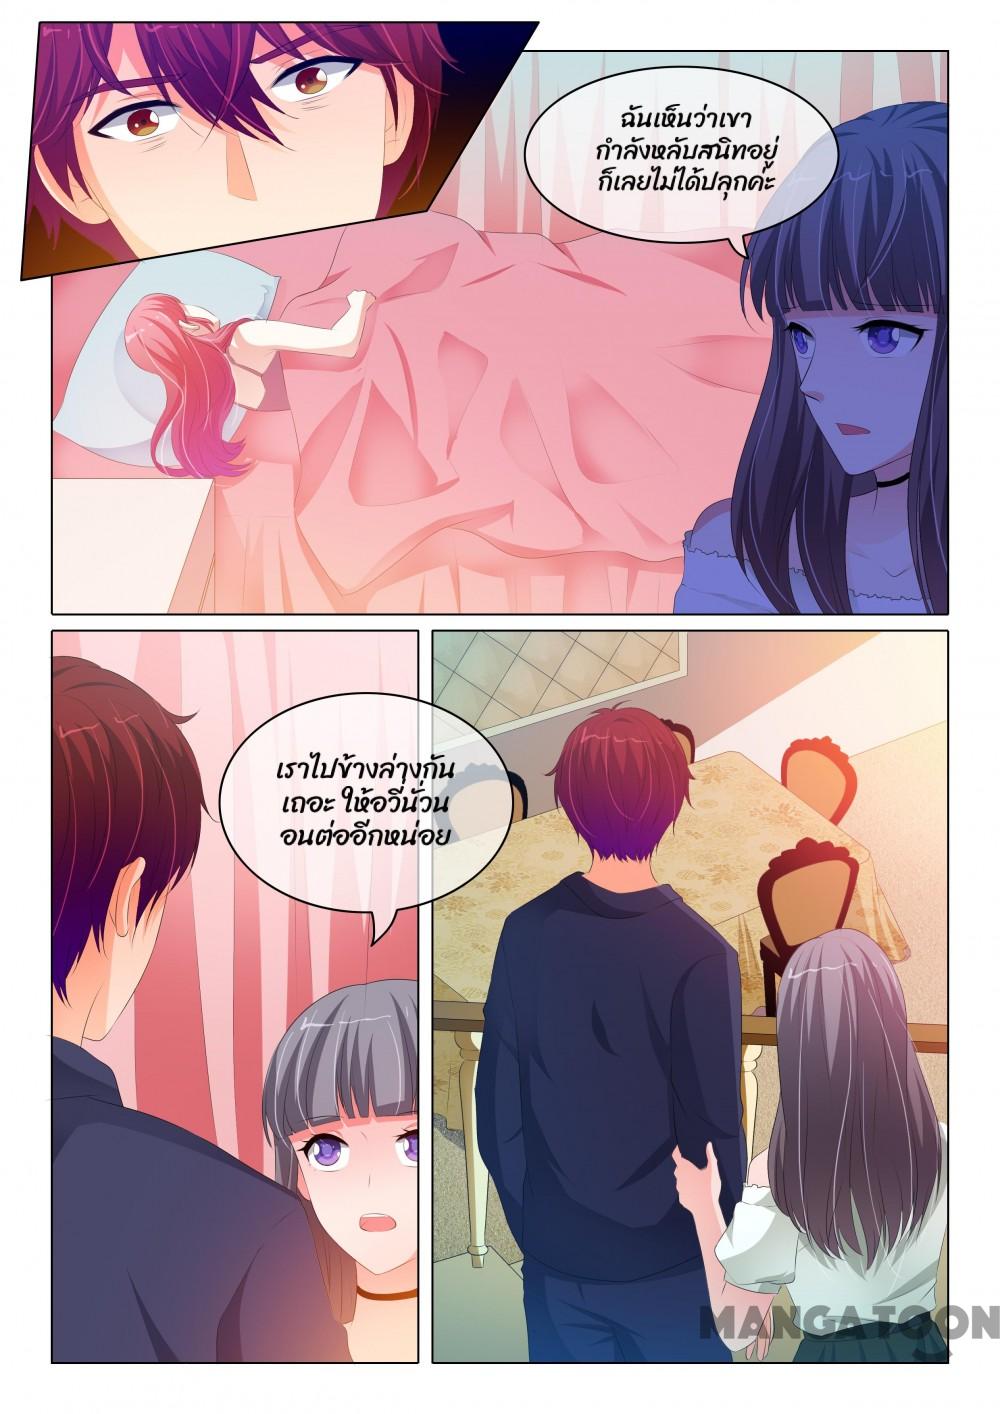 ฉันเห็นว่าเขา
กำลังหลับสนิทอยู่
ก็เลยไม่ได้ปลุกค่ะ
เราไปข้างล่างกัน
เถอะ ให้อวี่นั่วน
อนต่ออีกหน่อย
MANGATOON